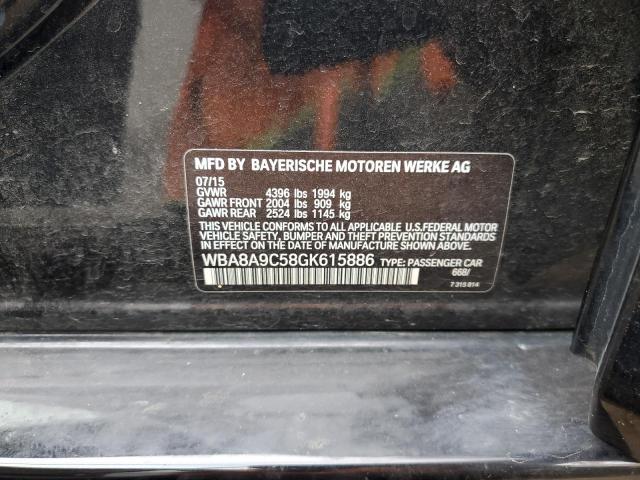 MFD BY BAYERISCHE MOTOREN WERKE AG
07/15
GVWR 4396 lbs 1994 kg
GAWR FRONT 2004 lbs 909 kg
GAWR REAR 2524 lbs 1145 kg
THIS VEHICLE CONFORMS TO ALL APPLICABLE U.S.FEDERAL MOTOR
VEHICLE SAFETY, BUMPER AND THEFT PREVENTION
STANDARDS IN EFFECT ON THE DATE OF MANUFACTURE SHOWN
ABOVE.
WBA8A9C58GK615886 TYPE: PASSENGER CAR
668/
7 315 814